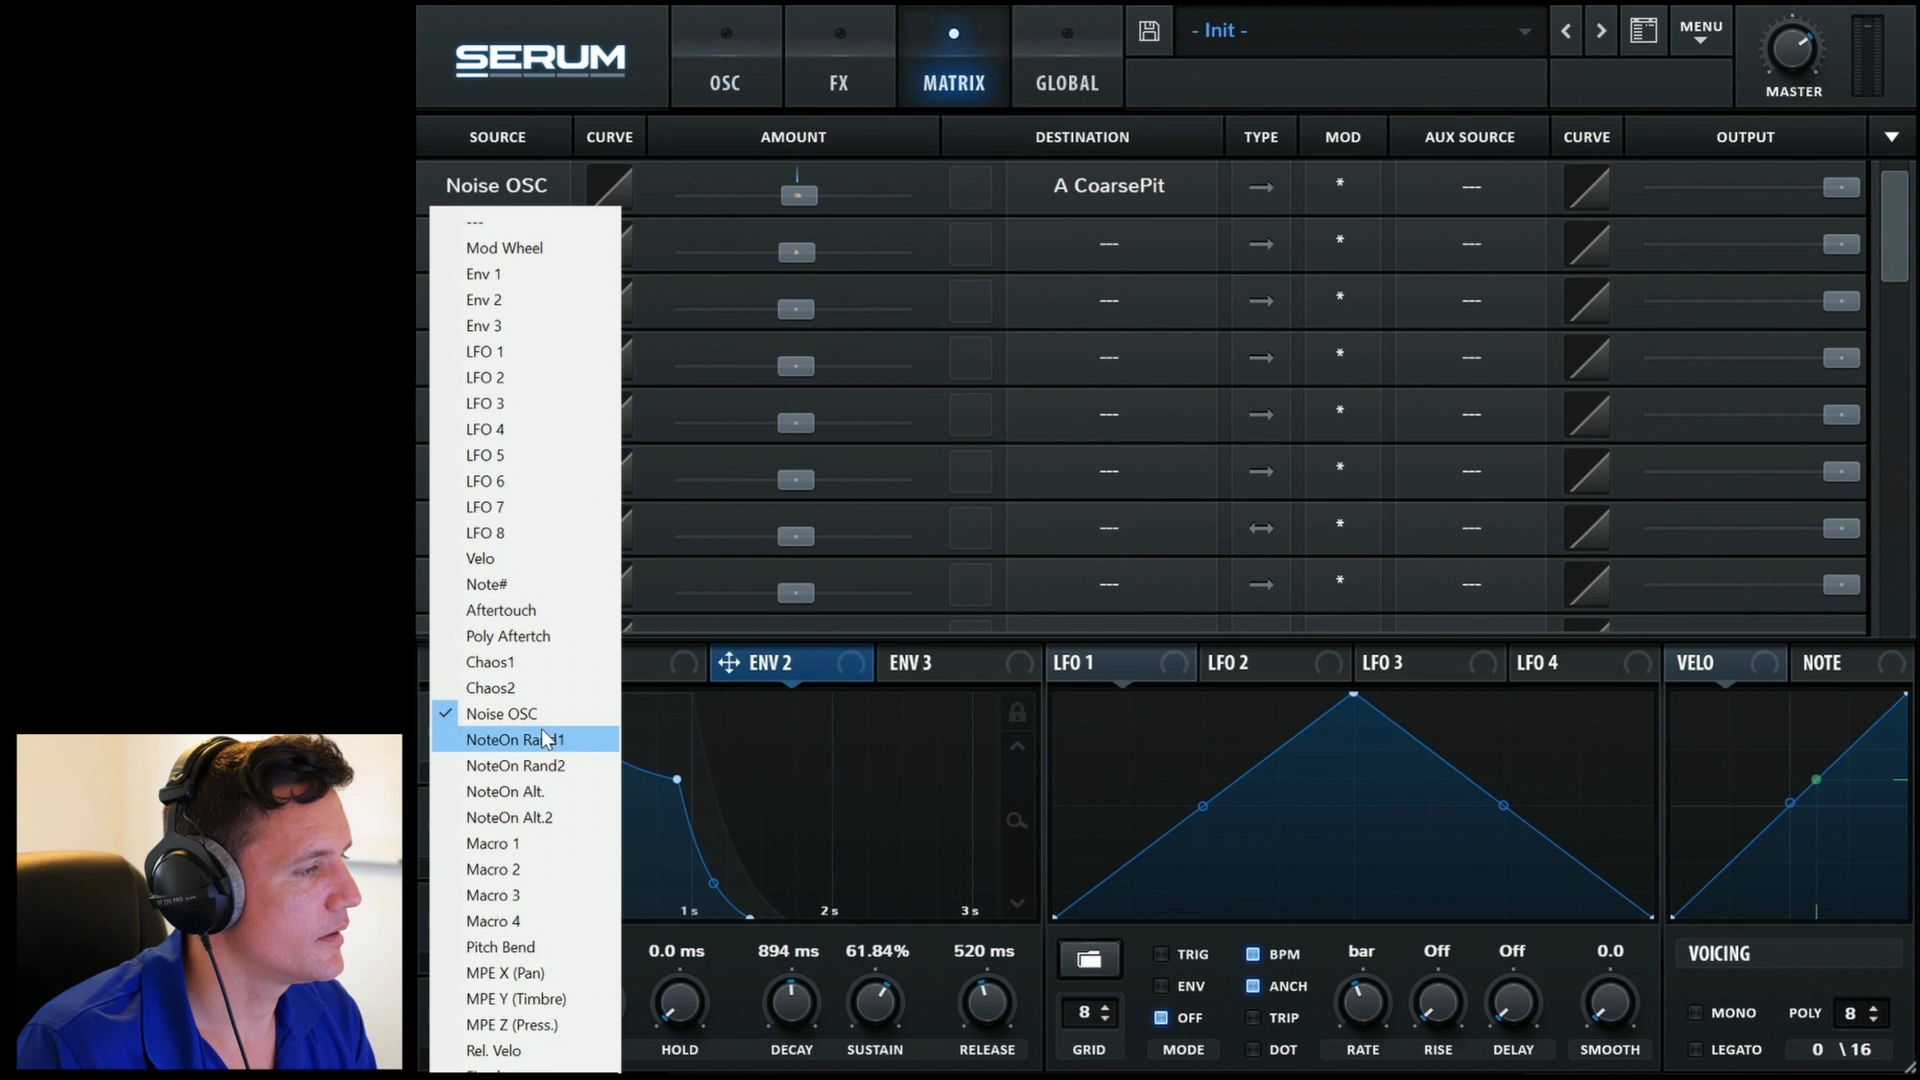 SERUM
OSC
FX
MATRIX
GLOBAL
- Init -
MENU
MASTER
SOURCE
CURVE
AMOUNT
DESTINATION
TYPE
MOD
AUX SOURCE
CURVE
OUTPUT
Noise OSC
A CoarsePit
*
---
---
Mod Wheel
---
*
---
Env 1
Env 2
---
*
---
Env 3
LFO 1
---
*
---
LFO 2
LFO 3
---
*
---
LFO 4
LFO 5
---
*
---
LFO 6
LFO 7
LFO 8
---
*
---
Velo
Note#
---
*
---
Aftertouch
Poly Aftertch
Chaos1
Chaos2
Noise OSC
NoteOn Rand1
NoteOn Rand2
NoteOn Alt.
NoteOn Alt.2
Macro 1
Macro 2
Macro 3
Macro 4
Pitch Bend
MPE X (Pan)
MPE Y (Timbre)
MPE Z (Press.)
Rel. Velo
ENV 2
ENV 3
LFO 1
LFO 2
LFO 3
LFO 4
VELO
NOTE
1 s
2 s
3 s
0.0 ms
894 ms
61.84%
520 ms
HOLD
DECAY
SUSTAIN
RELEASE
8
GRID
TRIG
ENV
OFF
MODE
BPM
ANCH
TRIP
DOT
bar
Off
Off
0.0
RATE
RISE
DELAY
SMOOTH
VOICING
MONO
POLY
8
LEGATO
0 \ 16